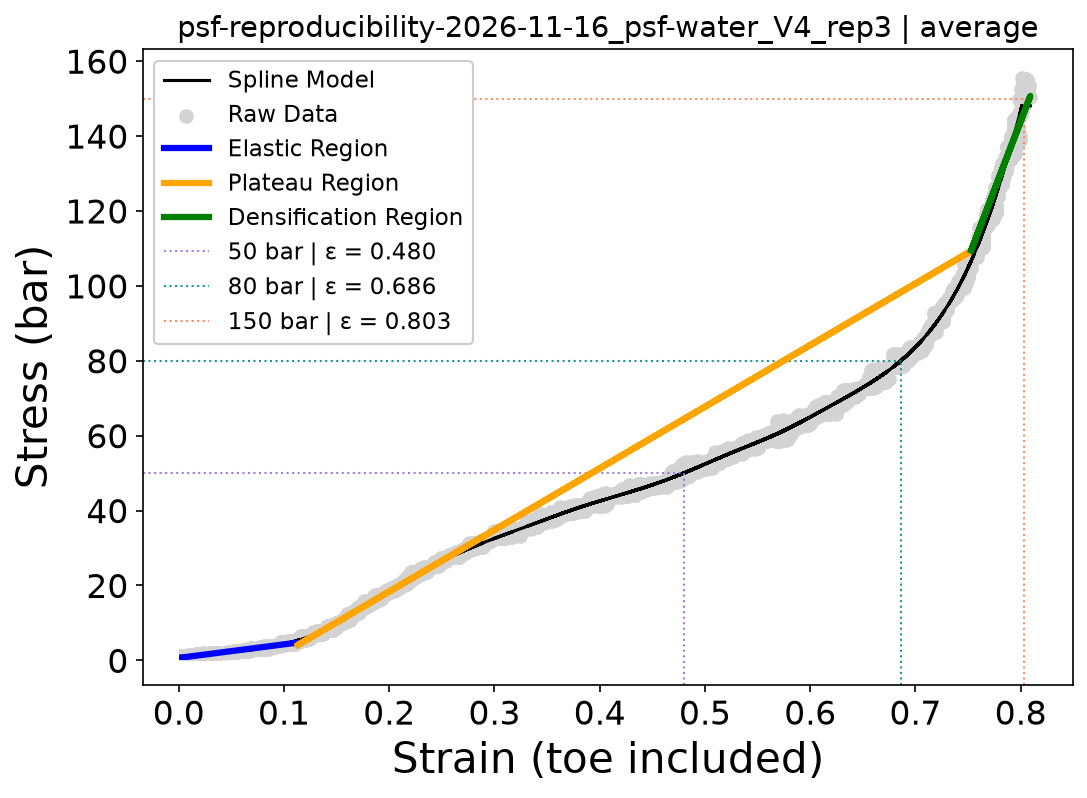 psf-reproducibility-2026-11-16_psf-water_V4_rep3 | average
Stress (bar)
160
140
120
100
80
60
40
20
0
Spline Model
Raw Data
Elastic Region
Plateau Region
Densification Region
50 bar | ε = 0.480
80 bar | ε = 0.686
150 bar | ε = 0.803
0.0 0.1 0.2 0.3 0.4 0.5 0.6 0.7 0.8
Strain (toe included)